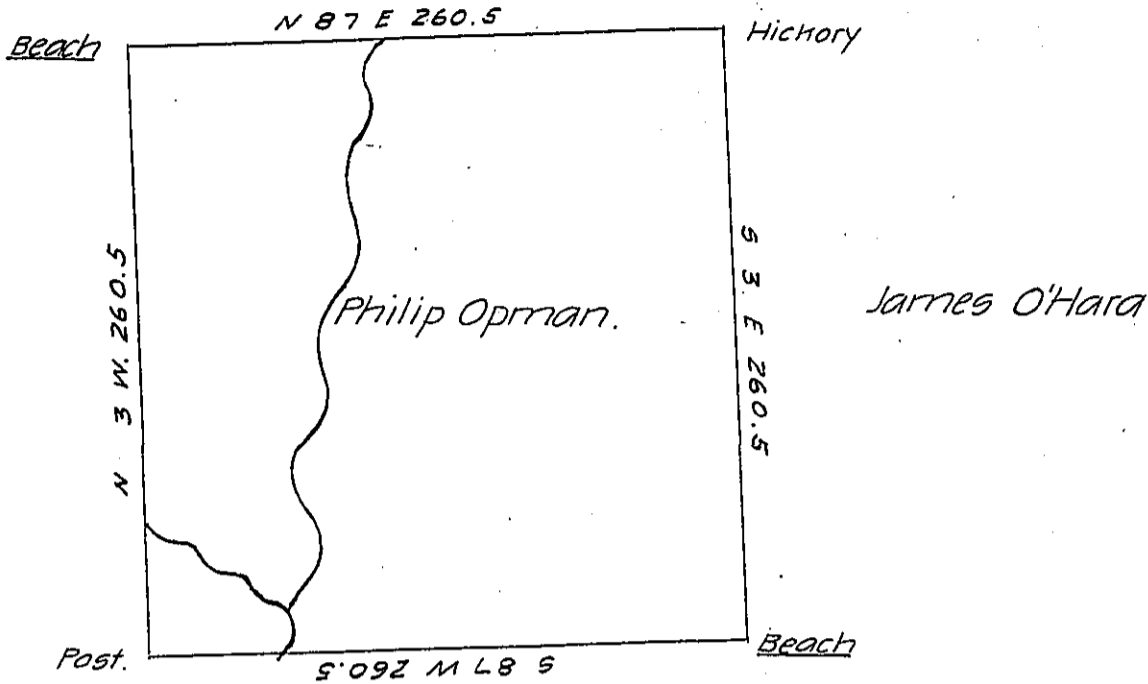 N 87 E 260.5
Beach
Hickory
N 3 W. 260.5
Philip Opman.
S 3. E 260.5
James O'Hara
Post.
S 87 W 260.5
Beach